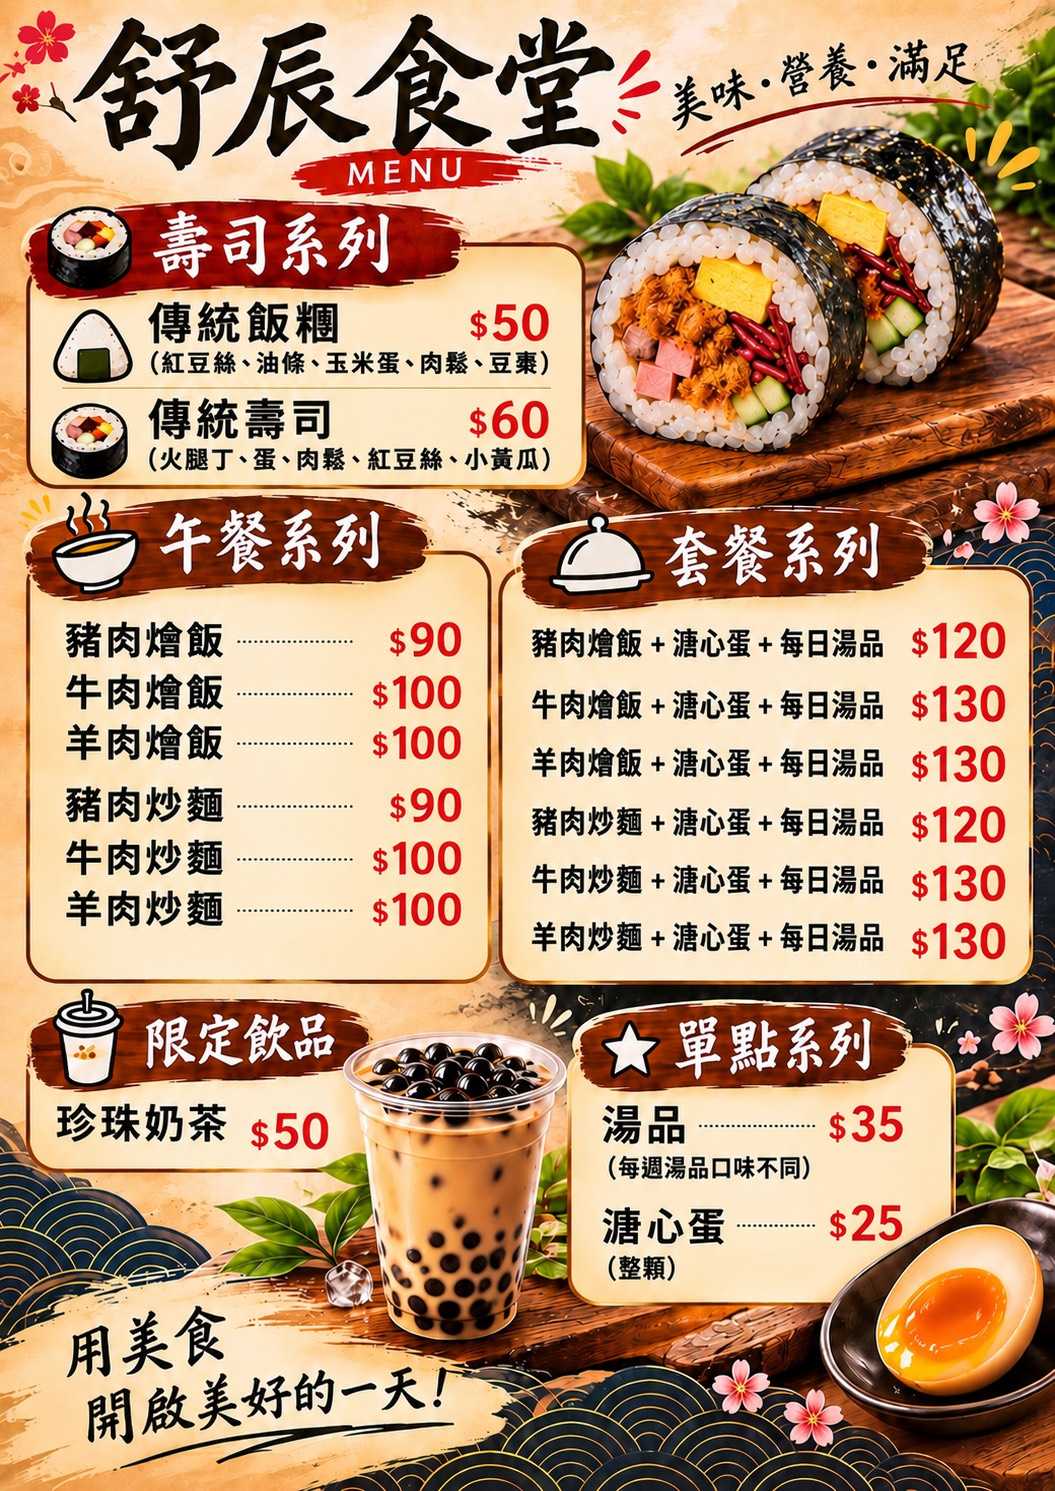 舒辰食堂
MENU
美味·營養·滿足
壽司系列
傳統飯糰 $50
(紅豆絲、油條、玉米蛋、肉鬆、豆棗)
傳統壽司 $60
(火腿丁、蛋、肉鬆、紅豆絲、小黃瓜)
午餐系列
豬肉燴飯 $90
牛肉燴飯 $100
羊肉燴飯 $100
豬肉炒麵 $90
牛肉炒麵 $100
羊肉炒麵 $100
套餐系列
豬肉燴飯 + 溏心蛋 + 每日湯品 $120
牛肉燴飯 + 溏心蛋 + 每日湯品 $130
羊肉燴飯 + 溏心蛋 + 每日湯品 $130
豬肉炒麵 + 溏心蛋 + 每日湯品 $120
牛肉炒麵 + 溏心蛋 + 每日湯品 $130
羊肉炒麵 + 溏心蛋 + 每日湯品 $130
限定飲品
珍珠奶茶 $50
單點系列
湯品 $35
(每週湯品口味不同)
溏心蛋 $25
(整顆)
用美食
開啟美好的一天！